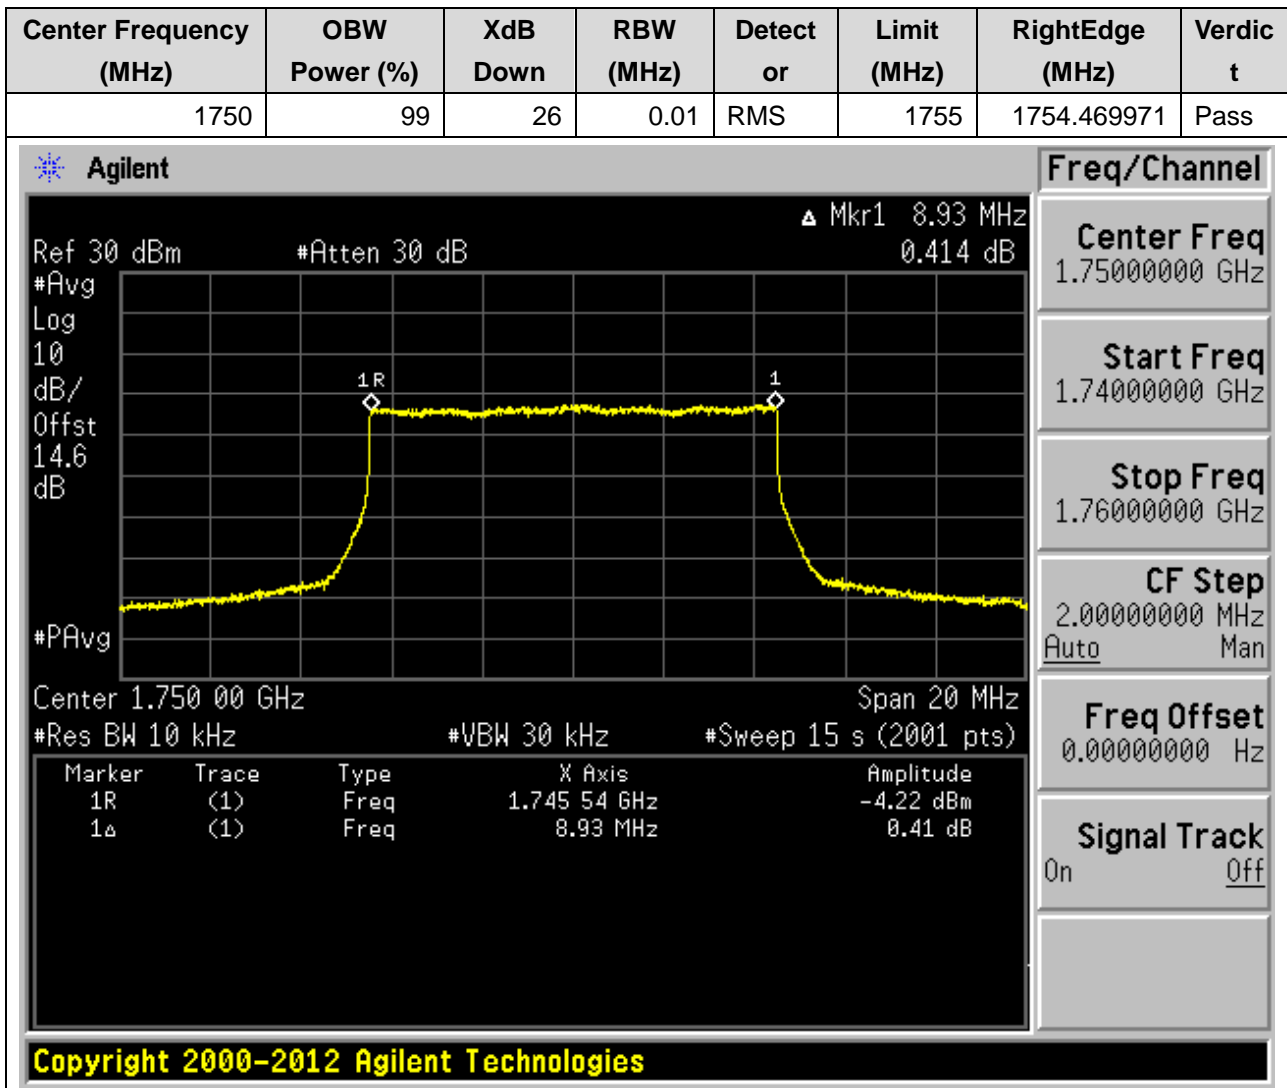 Center Frequency (MHz) OBW Power (%) XdB Down RBW (MHz) Detect or Limit (MHz) RightEdge (MHz) Verdic t
1750 99 26 0.01 RMS 1755 1754.469971 Pass
Agilent
Freq/Channel
Δ Mkr1 8.93 MHz
Ref 30 dBm #Atten 30 dB 0.414 dB
#Avg
Log
10
dB/
Offst
14.6
dB
1R
1
#PAvg
Center 1.750 00 GHz Span 20 MHz
#Res BW 10 kHz #VBW 30 kHz #Sweep 15 s (2001 pts)
Marker Trace Type X Axis Amplitude
1R (1) Freq 1.745 54 GHz -4.22 dBm
1Δ (1) Freq 8.93 MHz 0.41 dB
Center Freq
1.75000000 GHz
Start Freq
1.74000000 GHz
Stop Freq
1.76000000 GHz
CF Step
2.00000000 MHz
Auto Man
Freq Offset
0.00000000 Hz
Signal Track
On Off
Copyright 2000-2012 Agilent Technologies